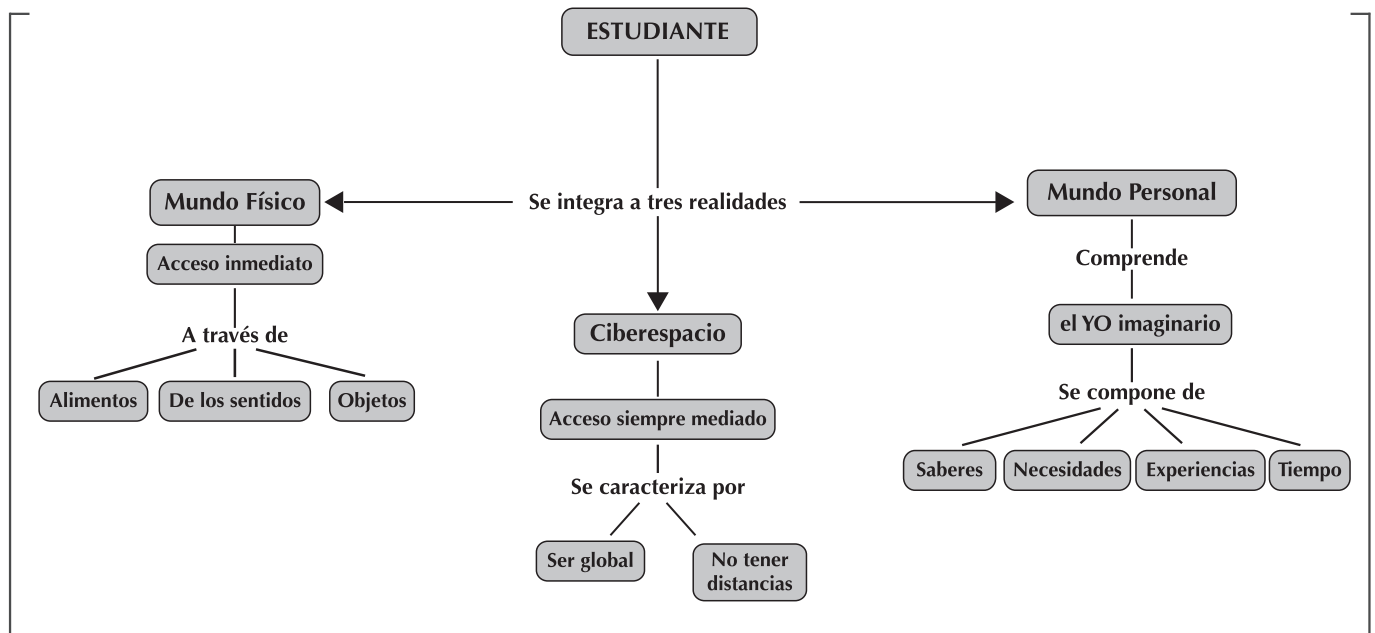 ESTUDIANTE
Se integra a tres realidades
Mundo Físico
Acceso inmediato
A través de
Alimentos
De los sentidos
Objetos
Ciberespacio
Acceso siempre mediado
Se caracteriza por
Ser global
No tener
distancias
Mundo Personal
Comprende
el YO imaginario
Se compone de
Saberes
Necesidades
Experiencias
Tiempo